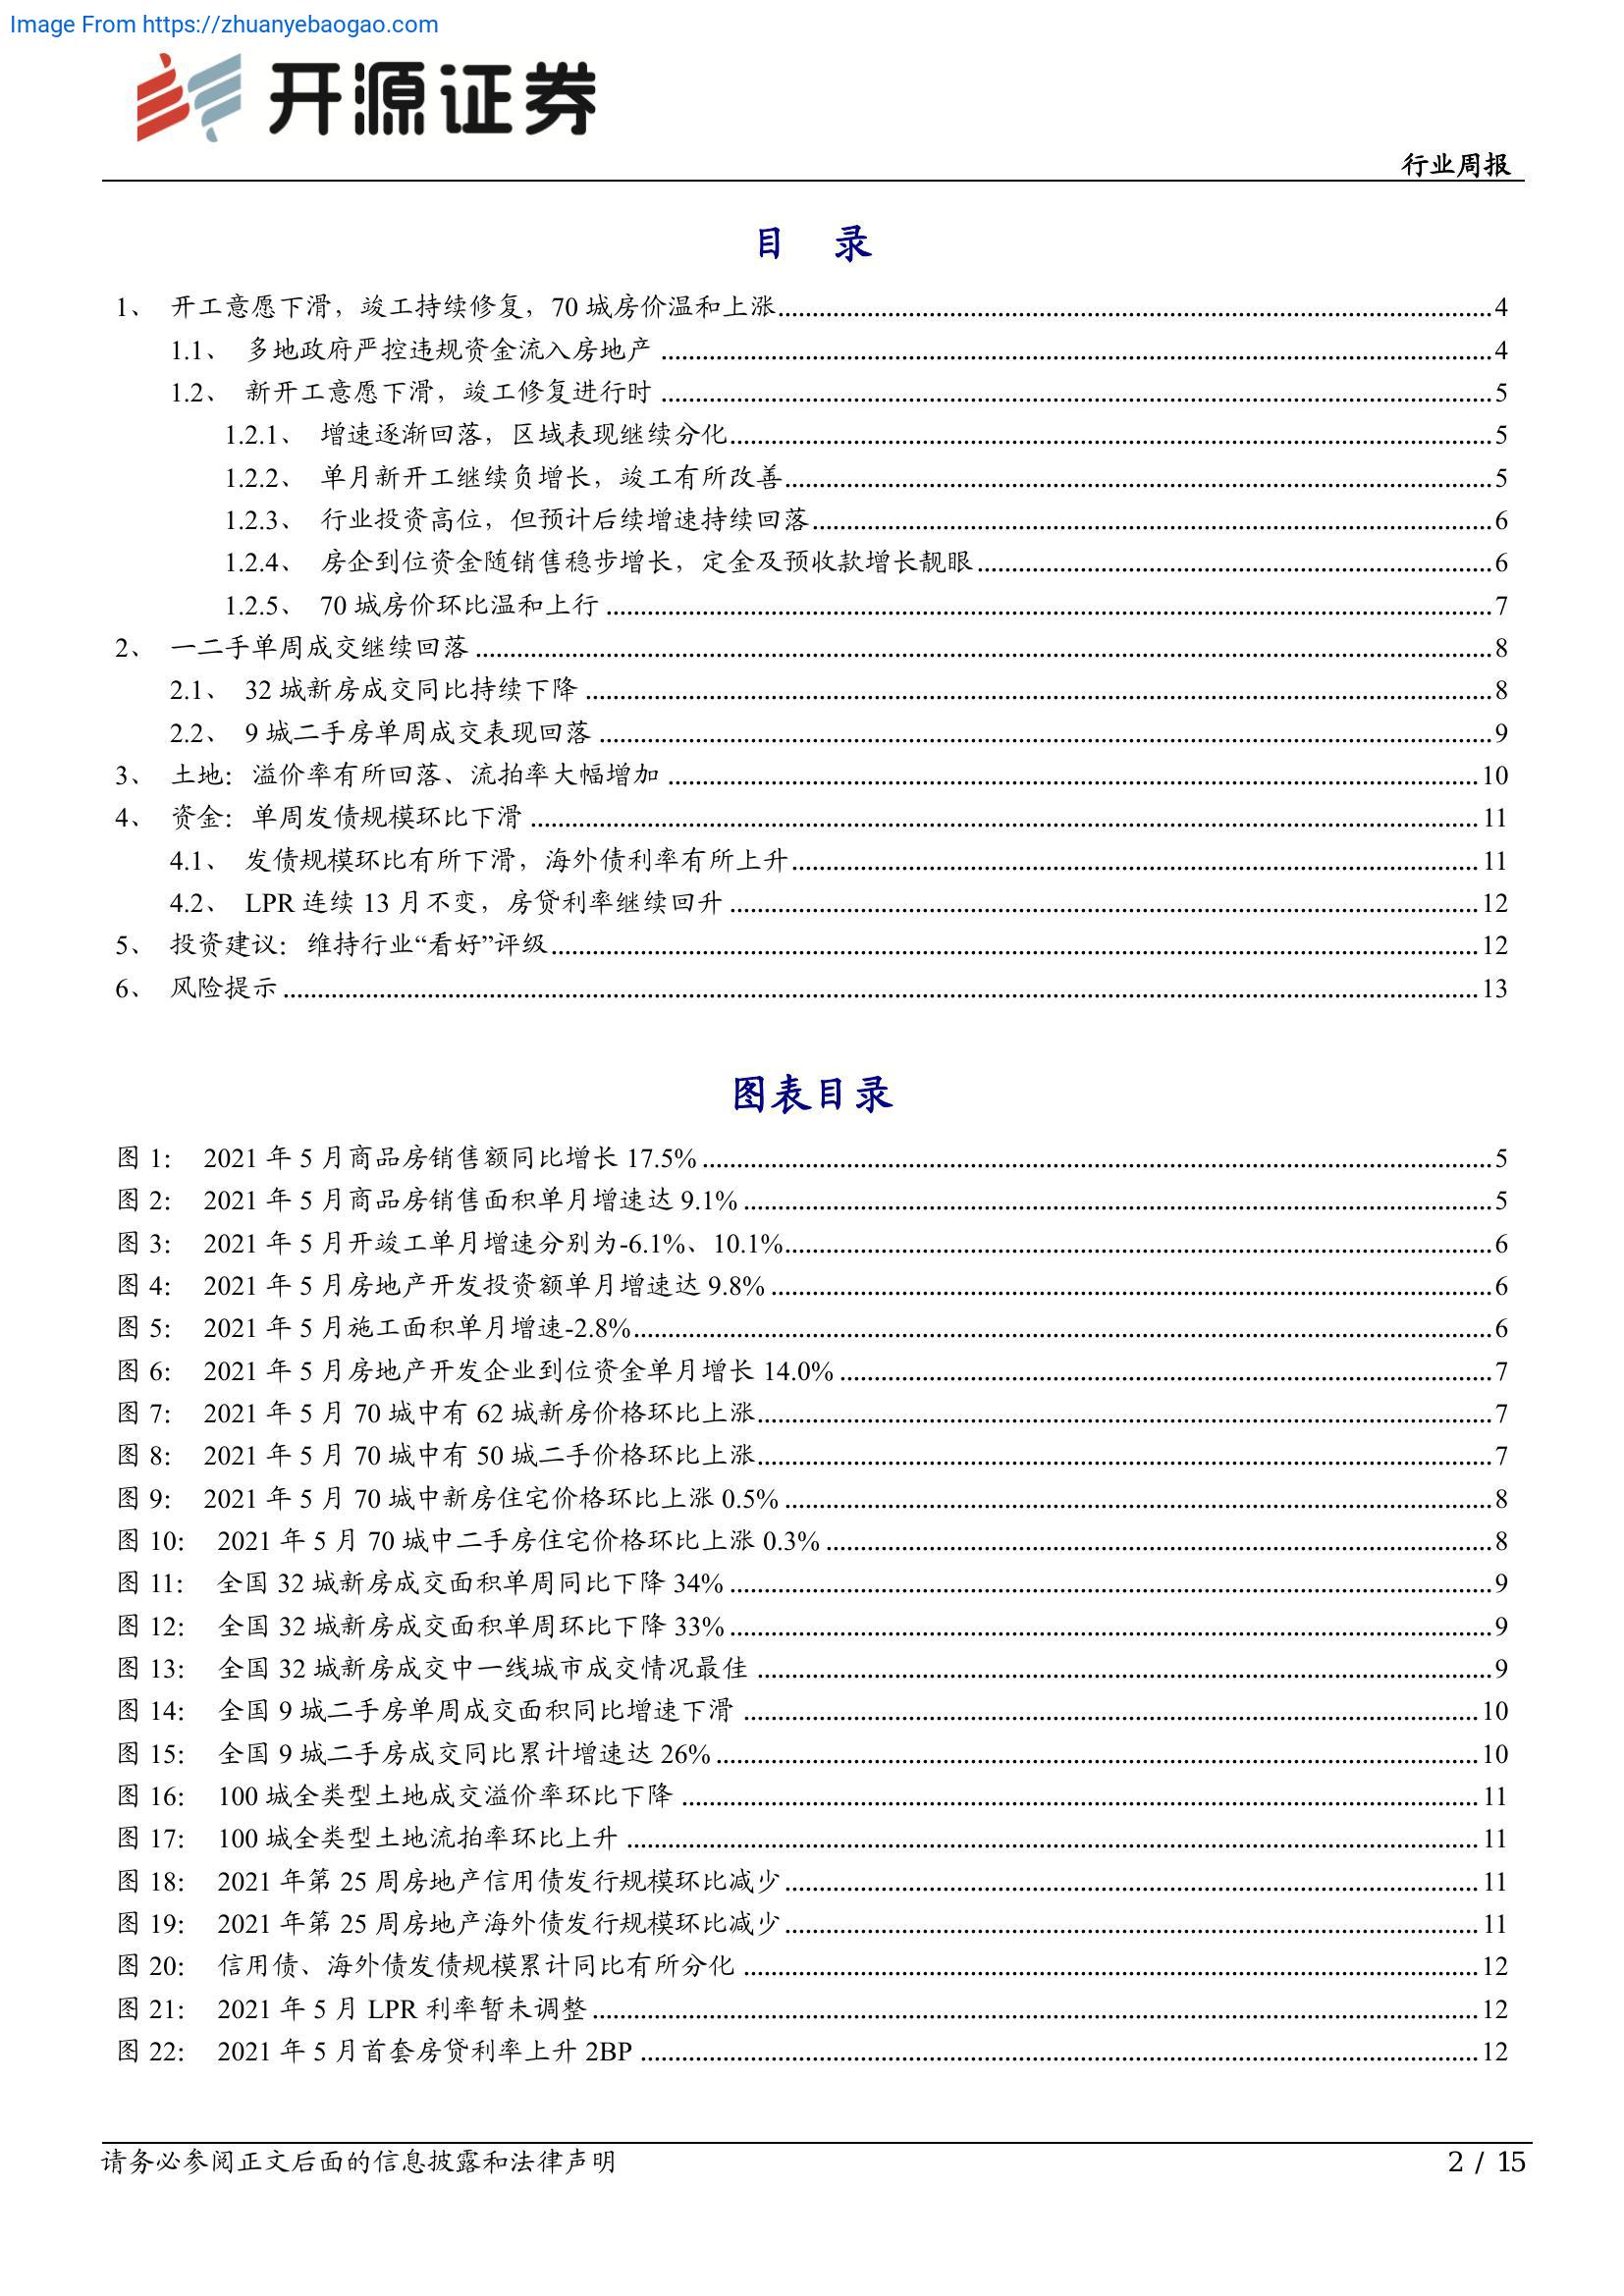 Image From https://zhuanyebaogao.com
开源证券
行业周报
目 录
1、 开工意愿下滑，竣工持续修复，70 城房价温和上涨 4
1.1、 多地政府严控违规资金流入房地产 4
1.2、 新开工意愿下滑，竣工修复进行时 5
1.2.1、 增速逐渐回落，区域表现继续分化 5
1.2.2、 单月新开工继续负增长，竣工有所改善 5
1.2.3、 行业投资高位，但预计后续增速持续回落 6
1.2.4、 房企到位资金随销售稳步增长，定金及预收款增长靓眼 6
1.2.5、 70 城房价环比温和上行 7
2、 一二手单周成交继续回落 8
2.1、 32 城新房成交同比持续下降 8
2.2、 9 城二手房单周成交表现回落 9
3、 土地：溢价率有所回落、流拍率大幅增加 10
4、 资金：单周发债规模环比下滑 11
4.1、 发债规模环比有所下滑，海外债利率有所上升 11
4.2、 LPR 连续 13 月不变，房贷利率继续回升 12
5、 投资建议：维持行业“看好”评级 12
6、 风险提示 13
图表目录
图 1： 2021 年 5 月商品房销售额同比增长 17.5% 5
图 2： 2021 年 5 月商品房销售面积单月增速达 9.1% 5
图 3： 2021 年 5 月开竣工单月增速分别为-6.1%、10.1% 6
图 4： 2021 年 5 月房地产开发投资额单月增速达 9.8% 6
图 5： 2021 年 5 月施工面积单月增速-2.8% 6
图 6： 2021 年 5 月房地产开发企业到位资金单月增长 14.0% 7
图 7： 2021 年 5 月 70 城中有 62 城新房价格环比上涨 7
图 8： 2021 年 5 月 70 城中有 50 城二手价格环比上涨 7
图 9： 2021 年 5 月 70 城中新房住宅价格环比上涨 0.5% 8
图 10： 2021 年 5 月 70 城中二手房住宅价格环比上涨 0.3% 8
图 11： 全国 32 城新房成交面积单周同比下降 34% 9
图 12： 全国 32 城新房成交面积单周环比下降 33% 9
图 13： 全国 32 城新房成交中一线城市成交情况最佳 9
图 14： 全国 9 城二手房单周成交面积同比增速下滑 10
图 15： 全国 9 城二手房成交同比累计增速达 26% 10
图 16： 100 城全类型土地成交溢价率环比下降 11
图 17： 100 城全类型土地流拍率环比上升 11
图 18： 2021 年第 25 周房地产信用债发行规模环比减少 11
图 19： 2021 年第 25 周房地产海外债发行规模环比减少 11
图 20： 信用债、海外债发债规模累计同比有所分化 12
图 21： 2021 年 5 月 LPR 利率暂未调整 12
图 22： 2021 年 5 月首套房贷利率上升 2BP 12
请务必参阅正文后面的信息披露和法律声明 2 / 15